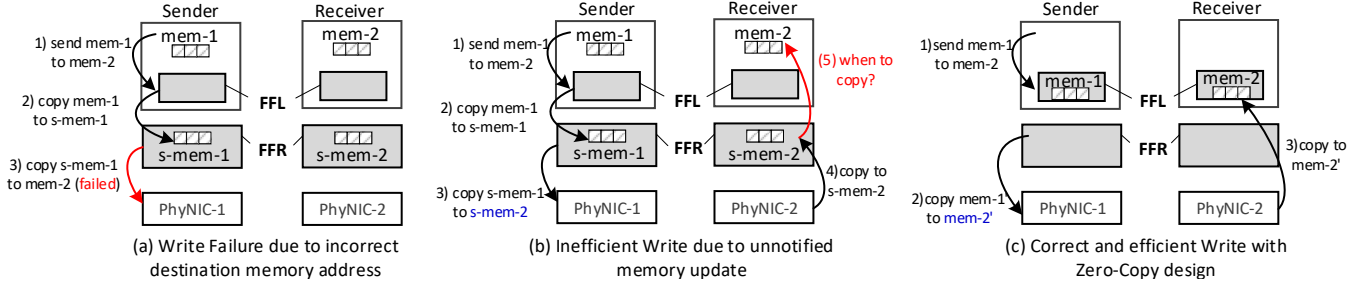 Sender
Receiver
mem-1
mem-2
1) send mem-1
to mem-2
2) copy mem-1
to s-mem-1
FFL
s-mem-1
s-mem-2
FFR
3) copy s-mem-1
to mem-2 (failed)
PhyNIC-1
PhyNIC-2
(a) Write Failure due to incorrect
destination memory address
Sender
Receiver
mem-1
mem-2
1) send mem-1
to mem-2
(5) when to
copy?
2) copy mem-1
to s-mem-1
FFL
s-mem-1
s-mem-2
FFR
3) copy s-mem-1
to s-mem-2
4)copy to
s-mem-2
PhyNIC-1
PhyNIC-2
(b) Inefficient Write due to unnotified
memory update
Sender
Receiver
1)send mem-1
to mem-2
mem-1
mem-2
FFL
FFR
3)copy to
mem-2'
2)copy mem-1'
to mem-2'
PhyNIC-1
PhyNIC-2
(c) Correct and efficient Write with
Zero-Copy design